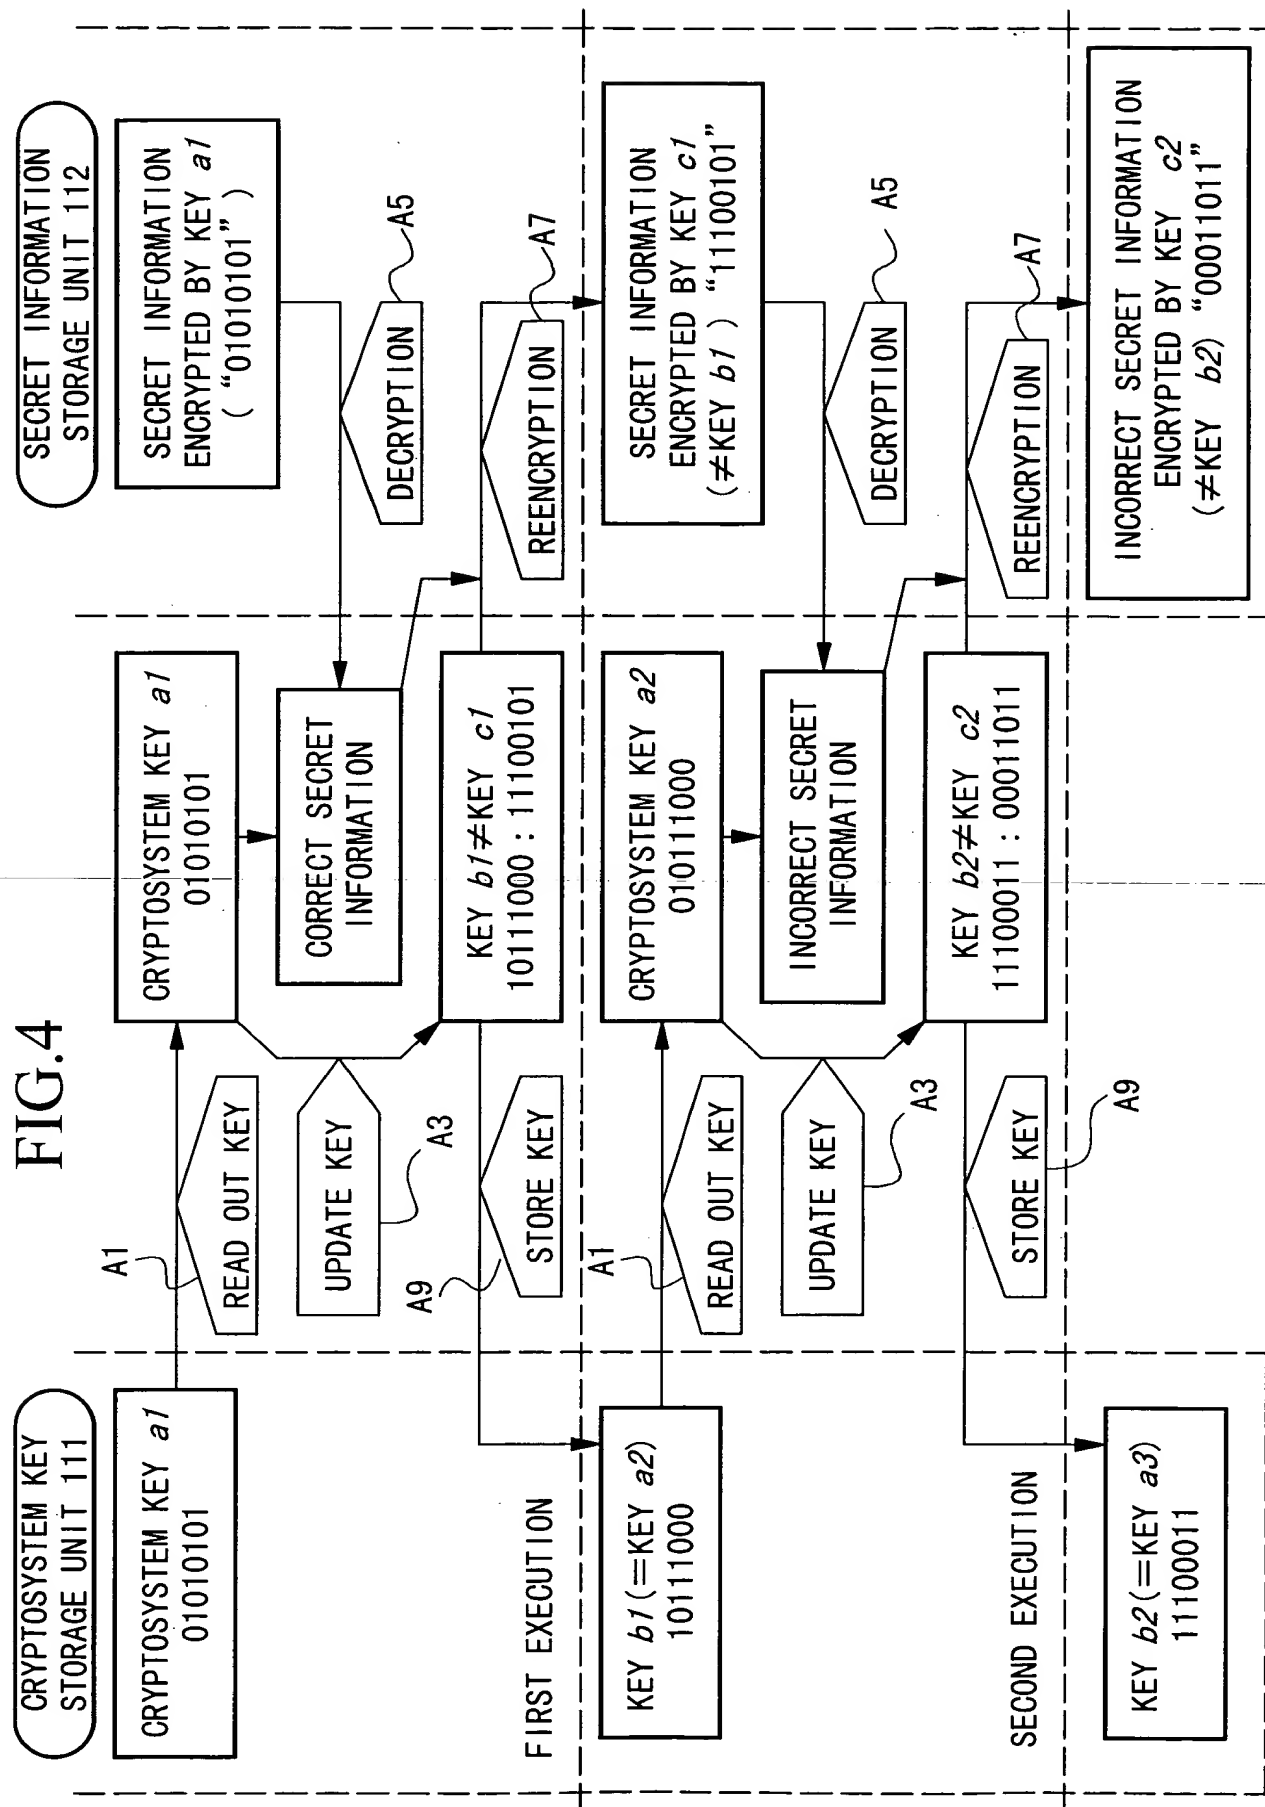 FIG.4
CRYPTOSYSTEM KEY
STORAGE UNIT 111
SECRET INFORMATION
STORAGE UNIT 112
CRYPTOSYSTEM KEY a1
01010101
A1
READ OUT KEY
CRYPTOSYSTEM KEY a1
01010101
SECRET INFORMATION
ENCRYPTED BY KEY a1
( “01010101” )
UPDATE KEY
A3
CORRECT SECRET
INFORMATION
DECRYPTION
A5
A9
STORE KEY
KEY b1≠KEY c1
10111000 : 11100101
REENCRYPTION
A7
FIRST EXECUTION
KEY b1(=KEY a2)
10111000
A1
READ OUT KEY
CRYPTOSYSTEM KEY a2
010111000
SECRET INFORMATION
ENCRYPTED BY KEY c1
(≠KEY b1 ) “11100101”
UPDATE KEY
A3
INCORRECT SECRET
INFORMATION
DECRYPTION
A5
STORE KEY
A9
KEY b2≠KEY c2
11100011 : 00011011
REENCRYPTION
A7
SECOND EXECUTION
KEY b2(=KEY a3)
11100011
INCORRECT SECRET INFORMATION
ENCRYPTED BY KEY c2
(≠KEY b2) “00011011”